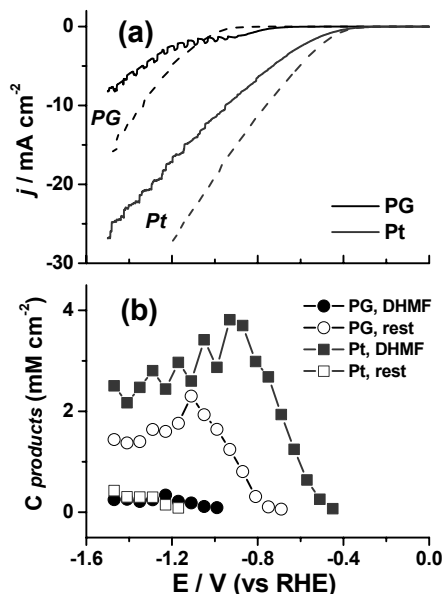 (a)
0
-10
-20
-30
j / mA cm-2
PG
Pt
PG
Pt
(b)
4
2
0
C products (mM cm-2)
PG, DHMF
PG, rest
Pt, DHMF
Pt, rest
-1.6
-1.2
-0.8
-0.4
0.0
E / V (vs RHE)